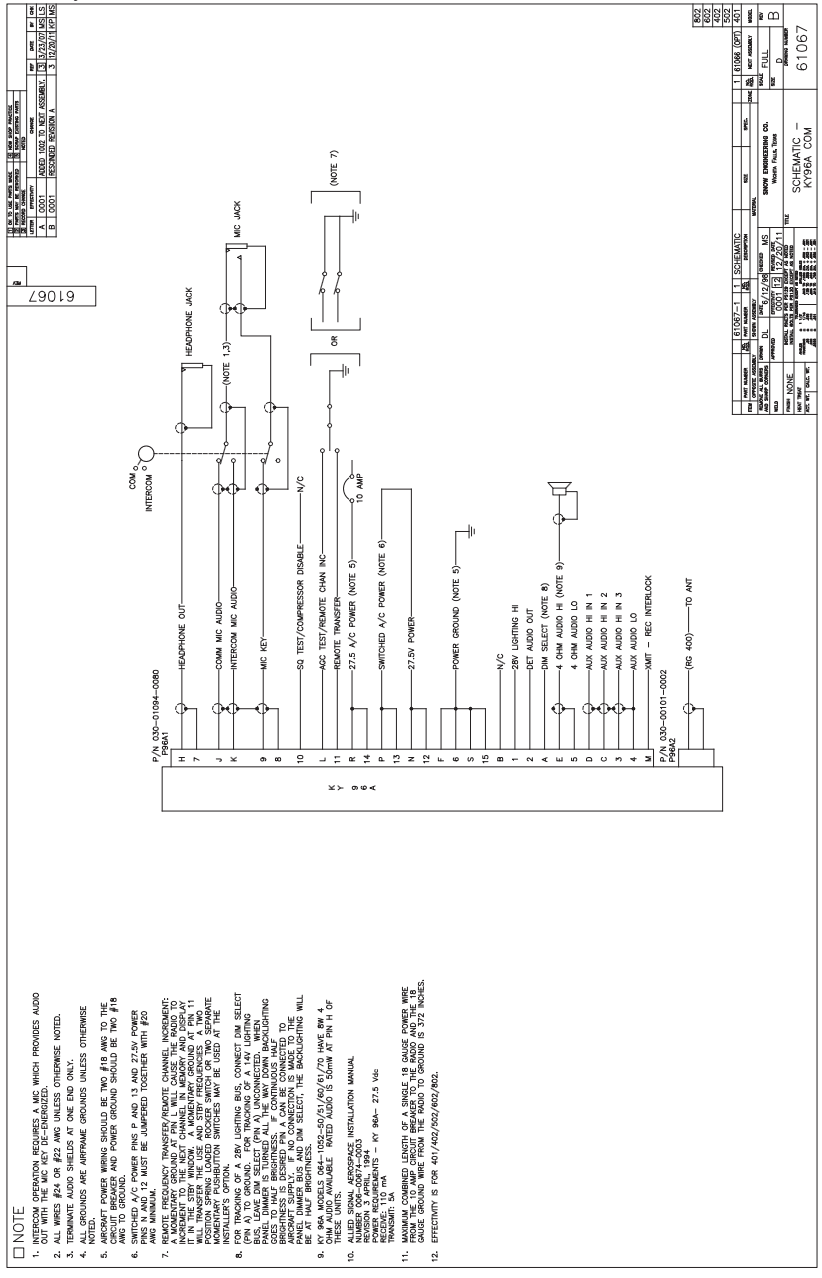 NOTE
1. INTERCOM OPERATION REQUIRES A MIC WHICH PROVIDES AUDIO
OUT WITH THE MIC KEY DE-ENERGIZED.
2. ALL WIRES #24 OR #22 AWG UNLESS OTHERWISE NOTED.
3. TERMINATE AUDIO SHIELDS AT ONE END ONLY.
4. ALL GROUNDS ARE AIRFRAME GROUNDS UNLESS OTHERWISE
NOTED.
5. AIRCRAFT POWER WIRING SHOULD BE TWO #18 AWG TO THE
CIRCUIT BREAKER AND POWER GROUND SHOULD BE TWO #18
AWG TO GROUND.
6. SWITCHED A/C POWER PINS P AND 13 AND 27.5V POWER
PINS N AND 12 MUST BE JUMPERED TOGETHER WITH #20
AWG MINIMUM.
7. REMOTE FREQUENCY TRANSFER/REMOTE CHANNEL INCREMENT:
A MOMENTARY GROUND AT PIN L WILL CAUSE THE RADIO TO
INCREMENT TO THE NEXT CHANNEL IN MEMORY AND DISPLAY
IT IN THE STBY WINDOW. A MOMENTARY GROUND AT PIN 11
WILL TRANSFER THE USE AND STBY FREQUENCIES. A TWO
POSITION SPRING LOADED ROCKER SWITCH OR TWO SEPARATE
MOMENTARY PUSHBUTTON SWITCHES MAY BE USED AT THE
INSTALLER'S OPTION.
8. FOR TRACKING OF A 28V LIGHTING BUS, CONNECT DIM SELECT
(PIN A) TO GROUND. FOR TRACKING OF A 14V LIGHTING
BUS, LEAVE DIM SELECT (PIN A) UNCONNECTED. WHEN
PANEL DIMMER IS TURNED ALL THE WAY DOWN BACKLIGHTING
GOES TO HALF BRIGHTNESS. IF CONTINUOUS HALF
BRIGHTNESS IS DESIRED PIN A CAN BE CONNECTED TO
AIRCRAFT SUPPLY. IF NO CONNECTION IS MADE TO THE
PANEL DIMMER BUS AND DIM SELECT, THE BACKLIGHTING WILL
BE AT HALF BRIGHTNESS.
9. KY 96A MODELS 064-1052-50/51/60/61/70 HAVE 8W 4
OHM AUDIO AVAILABLE. RATED AUDIO IS 50mW AT PIN H OF
THESE UNITS.
10. ALLIED SIGNAL AEROSPACE INSTALLATION MANUAL
NUMBER 006-00674-0003
REVISION 3 APRIL, 1994
POWER REQUIREMENTS - KY 96A- 27.5 Vdc
RECEIVE: 110 mA
TRANSMIT: 5A
11. MAXIMUM COMBINED LENGTH OF A SINGLE 18 GAUGE POWER WIRE
FROM THE 10 AMP CIRCUIT BREAKER TO THE RADIO AND THE 18
GAUGE GROUND WIRE FROM THE RADIO TO GROUND IS 372 INCHES.
12. EFFECTIVITY IS FOR 401/402/502/602/802.
KY 96A
P/N 030-01094-0080
P96A1
H HEADPHONE OUT
7
J COMM MIC AUDIO
K INTERCOM MIC AUDIO
9 MIC KEY
8
10 SQ TEST/COMPRESSOR DISABLE N/C
L AGC TEST/REMOTE CHAN INC
11 REMOTE TRANSFER
R 27.5 A/C POWER (NOTE 5)
14
P SWITCHED A/C POWER (NOTE 6)
13
N 27.5V POWER
12
F
6 POWER GROUND (NOTE 5)
S
15
B N/C
1 28V LIGHTING HI
2 DET AUDIO OUT
A DIM SELECT (NOTE 8)
E 4 OHM AUDIO HI (NOTE 9)
5 4 OHM AUDIO LO
D AUX AUDIO HI IN 1
C AUX AUDIO HI IN 2
3 AUX AUDIO HI IN 3
4 AUX AUDIO LO
M XMIT - REC INTERLOCK
P/N 030-00101-0002
P96A2
(RG 400) TO ANT
COM
INTERCOM
HEADPHONE JACK
(NOTE 1,3)
MIC JACK
10 AMP
OR
(NOTE 7)
61067
LETTER EFFECTIVITY CHANGE REF DATE BY CHK
A 0001 ADDED 1002 TO NEXT ASSEMBLY. 3 3/23/07 MS LS
B 0001 RESCINDED REVISION A 3 12/20/11 KP MS
802
602
402
502
1 61066 (OPT) 401
NEXT ASSEMBLY MODEL
61067-1 1 SCHEMATIC
PART NUMBER DESCRIPTION SIZE SPEC. ZONE
MATERIAL
DRAWN DL DATE 6/12/96 CHECKED MS
APPROVED EFFECTIVITY 0001 12 REVISED DATE 12/20/11
FINISH NONE
HEAT TREAT
SNOW ENGINEERING CO.
WICHITA FALLS, TEXAS
SCALE FULL
SIZE D
REV B
TITLE
SCHEMATIC -
KY96A COM
DRAWING NUMBER
61067